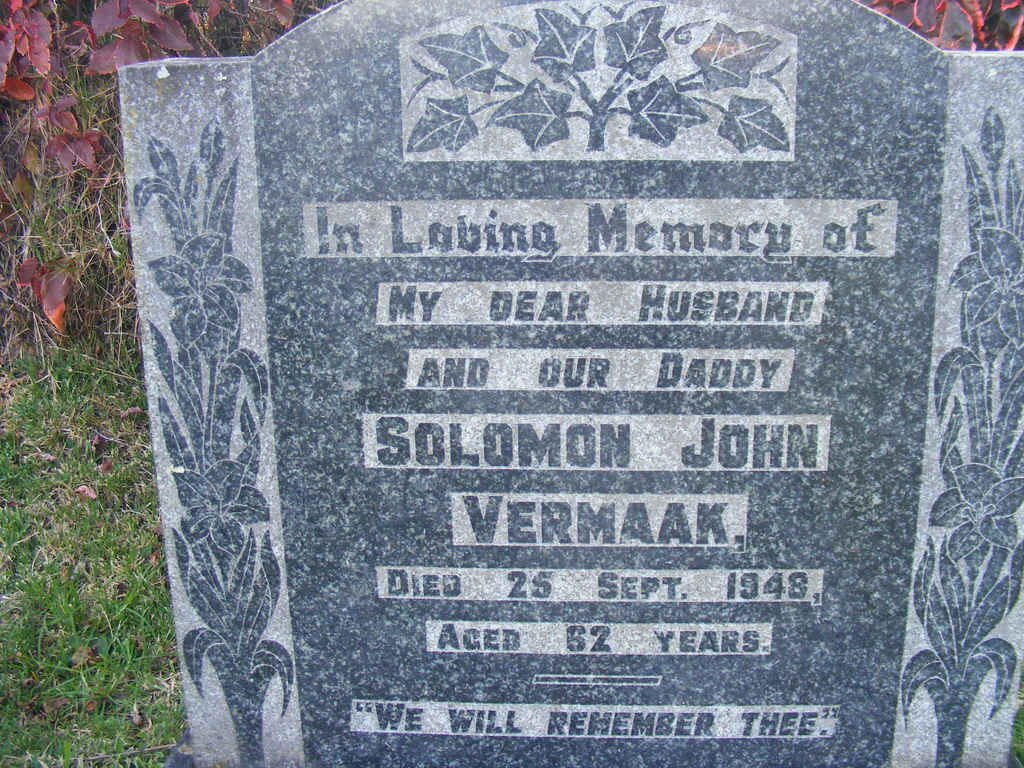 In Loving Memory of
My dear Husband
and our Daddy
Solomon John
Vermaak.
Died 25 Sept. 1948,
Aged 62 years.
"We will remember thee."